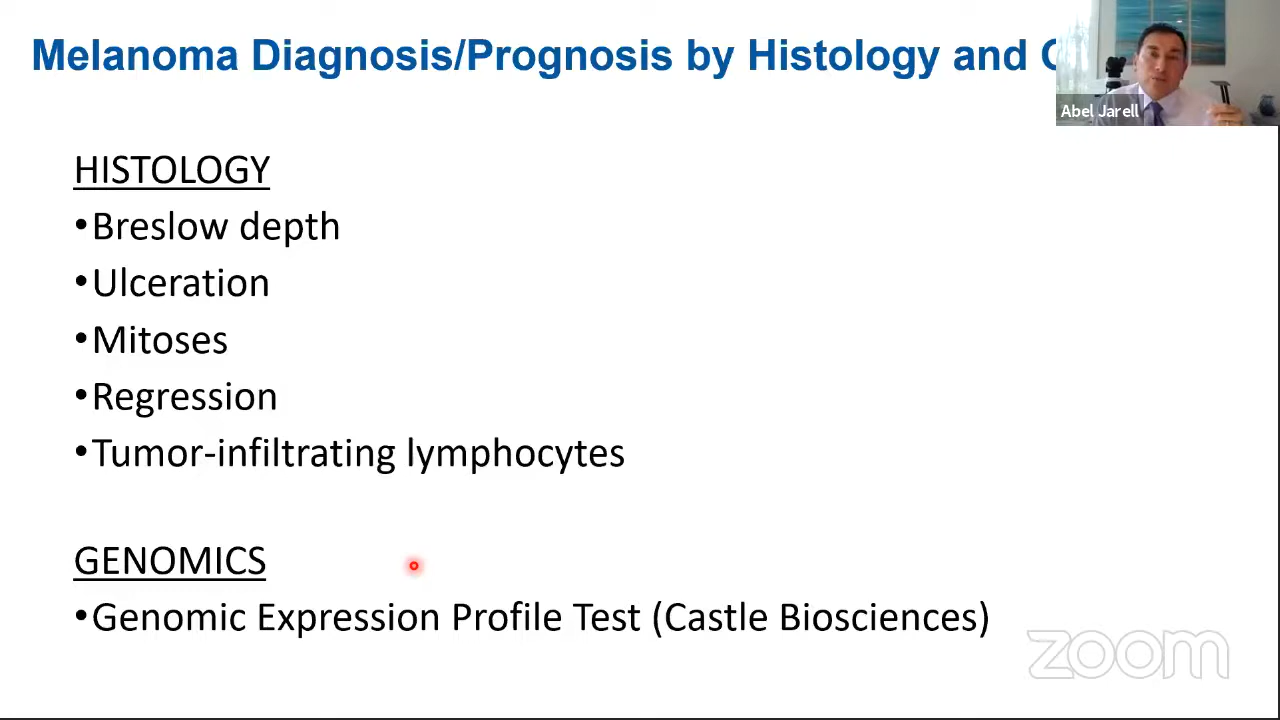 Melanoma Diagnosis/Prognosis by Histology and
Abel Jarell
HISTOLOGY
•Breslow depth
•Ulceration
•Mitoses
•Regression
•Tumor-infiltrating lymphocytes
GENOMICS
•Genomic Expression Profile Test (Castle Biosciences)
zoom